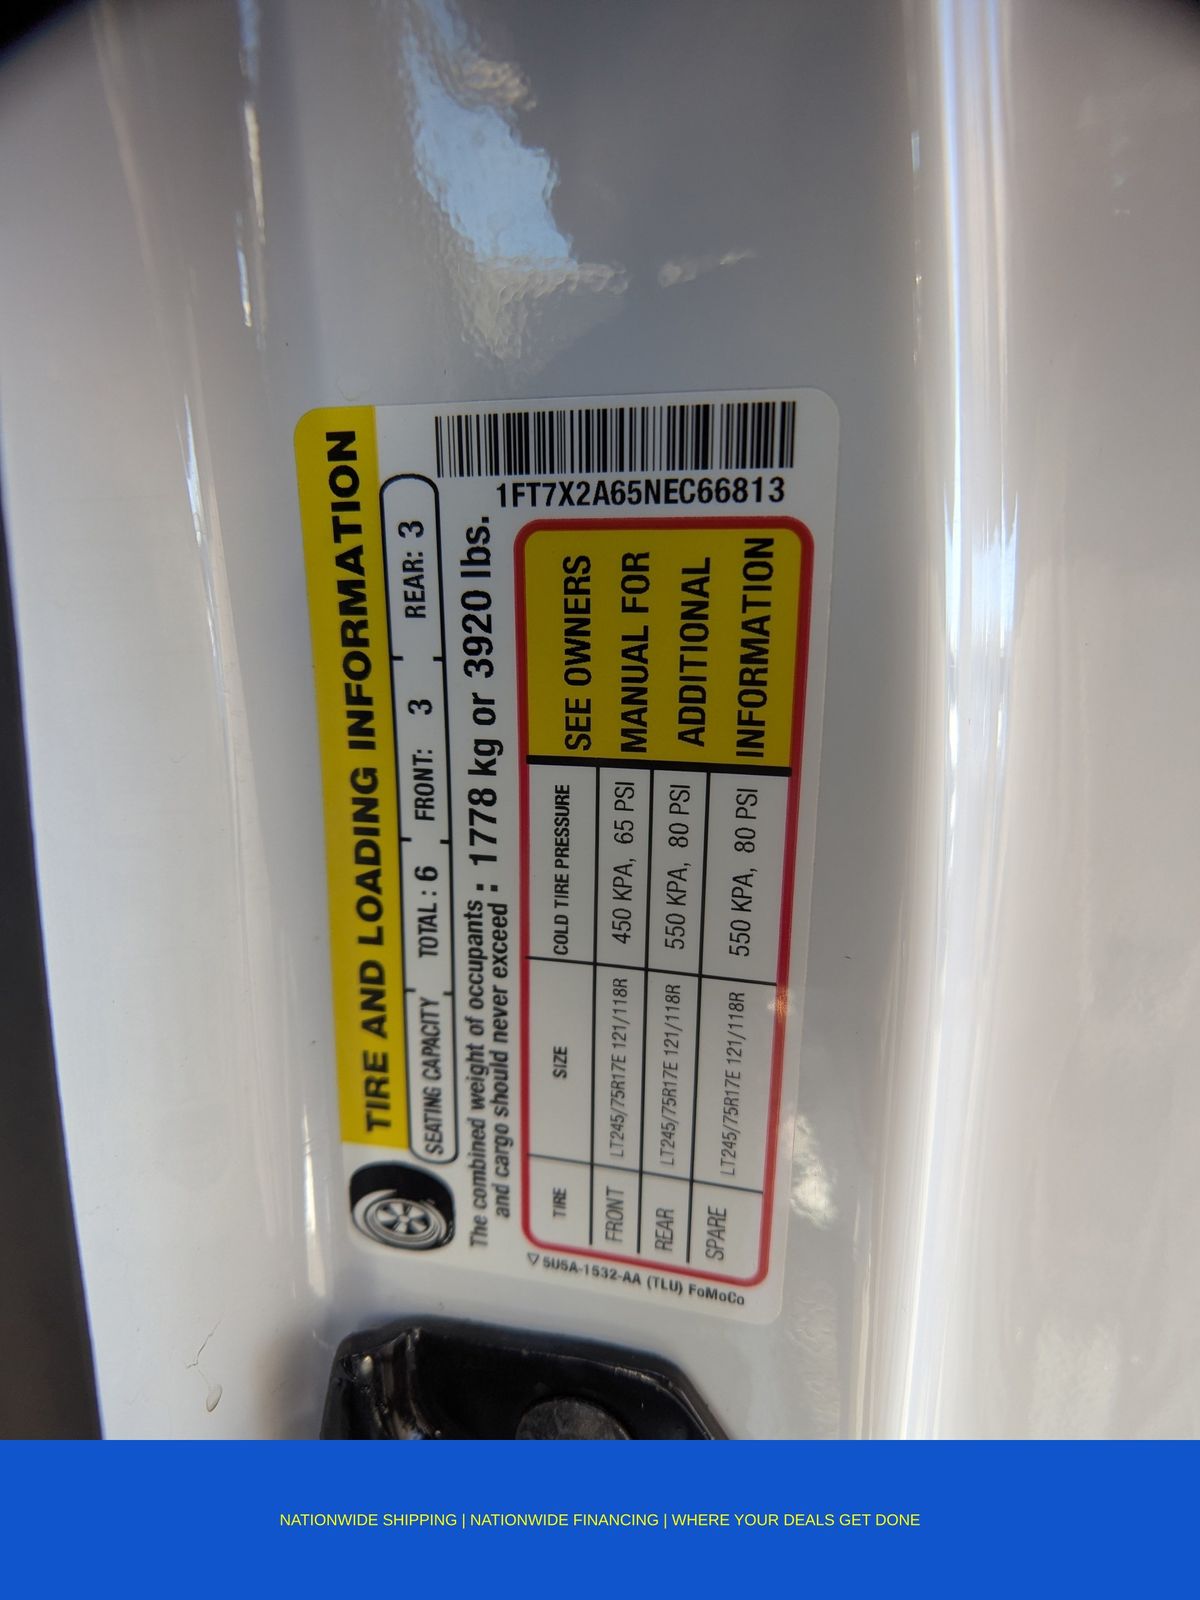 TIRE AND LOADING INFORMATION
SEATING CAPACITY TOTAL : 6 FRONT: 3 REAR: 3
The combined weight of occupants
and cargo should never exceed : 1778 kg or 3920 lbs.
1FT7X2A65NEC66813
TIRE SIZE COLD TIRE PRESSURE
FRONT LT245/75R17E 121/118R 450 KPA, 65 PSI
REAR LT245/75R17E 121/118R 550 KPA, 80 PSI
SPARE LT245/75R17E 121/118R 550 KPA, 80 PSI
SEE OWNERS
MANUAL FOR
ADDITIONAL
INFORMATION
5U5A-1532-AA (TLU) FoMoCo
NATIONWIDE SHIPPING | NATIONWIDE FINANCING | WHERE YOUR DEALS GET DONE